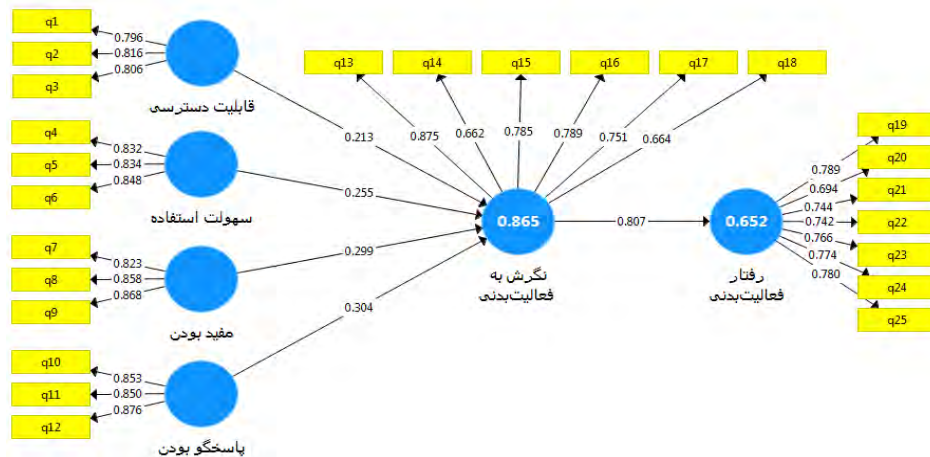 q1
q2
q3
0.796
0.816
0.806
قابلیت دسترسی
q4
q5
q6
0.832
0.834
0.848
سهولت استفاده
q7
q8
q9
0.823
0.858
0.868
مفید بودن
q10
q11
q12
0.853
0.850
0.876
پاسخگو بودن
0.213
0.255
0.299
0.304
q13
q14
q15
q16
q17
q18
0.875
0.662
0.785
0.789
0.751
0.664
0.865
نگرش به
فعالیت‌بدنی
0.807
0.652
رفتار
فعالیت‌بدنی
0.789
0.694
0.744
0.742
0.766
0.774
0.780
q19
q20
q21
q22
q23
q24
q25